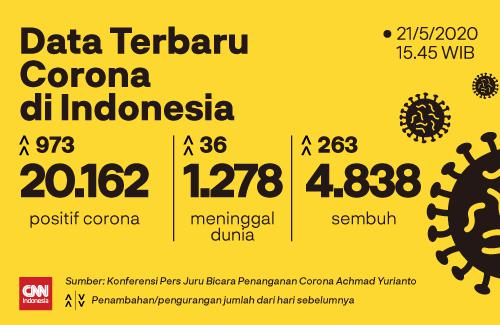 Data Terbaru
Corona
di Indonesia
21/5/2020
15.45 WIB
973
20.162
positif corona
36
1.278
meninggal
dunia
263
4.838
sembuh
CNN
Indonesia
Sumber: Konferensi Pers Juru Bicara Penanganan Corona Achmad Yurianto
Penambahan/pengurangan jumlah dari hari sebelumnya